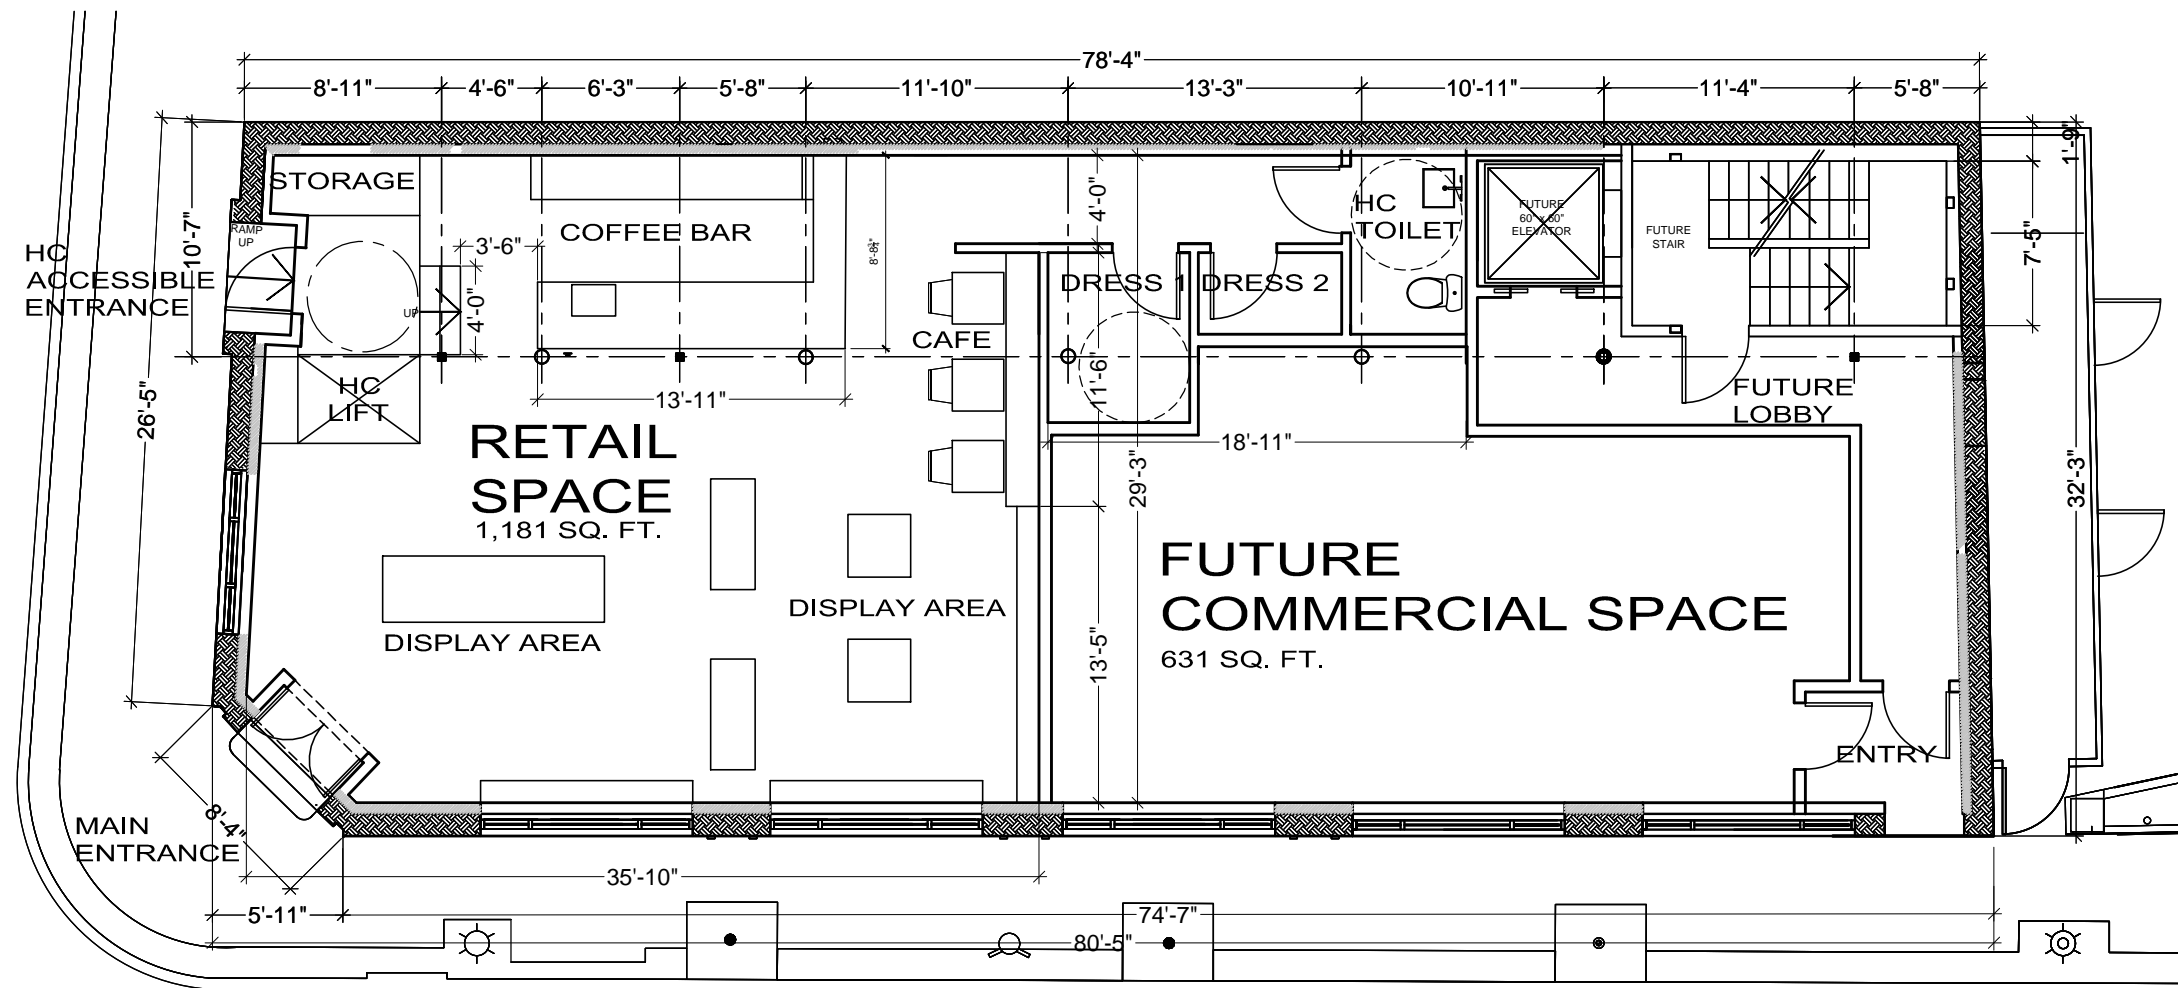 78'-4"
8'-11"
4'-6"
6'-3"
5'-8"
11'-10"
13'-3"
10'-11"
11'-4"
5'-8"
1'-9"
STORAGE
10'-7"
RAMP
UP
HC
ACCESSIBLE
ENTRANCE
UP
3'-6"
4'-0"
COFFEE BAR
8'-8¾"
4'-0"
HC
TOILET
FUTURE
60" x 60"
ELEVATOR
FUTURE
STAIR
7'-5"
DRESS 1
DRESS 2
CAFE
HC
LIFT
13'-11"
11'-6"
FUTURE
LOBBY
26'-5"
RETAIL
SPACE
1,181 SQ. FT.
18'-11"
29'-3"
32'-3"
FUTURE
COMMERCIAL SPACE
631 SQ. FT.
DISPLAY AREA
DISPLAY AREA
13'-5"
ENTRY
MAIN
ENTRANCE
8'-4"
35'-10"
5'-11"
74'-7"
80'-5"